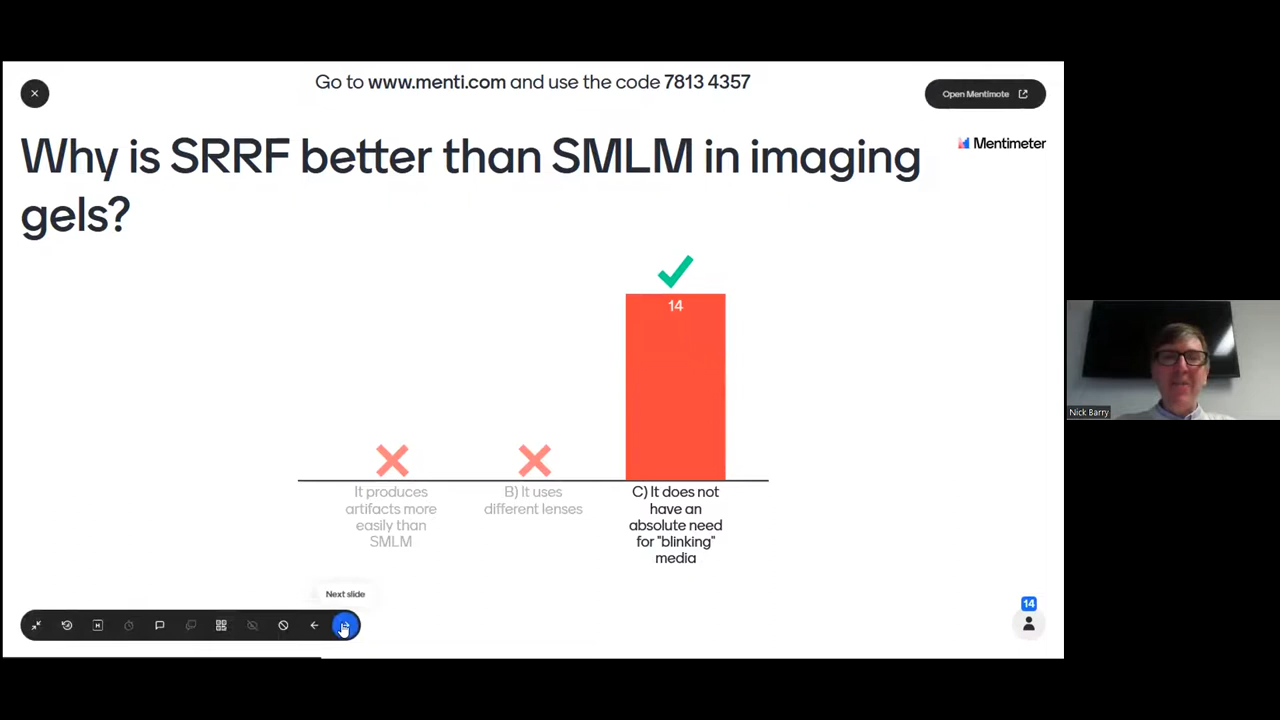 Go to www.menti.com and use the code 7813 4357
Open Mentimote
Why is SRRF better than SMLM in imaging
gels?
Mentimeter
14
It produces
artifacts more
easily than
SMLM
B) It uses
different lenses
C) It does not
have an
absolute need
for "blinking"
media
Next slide
H
14
Nick Barry